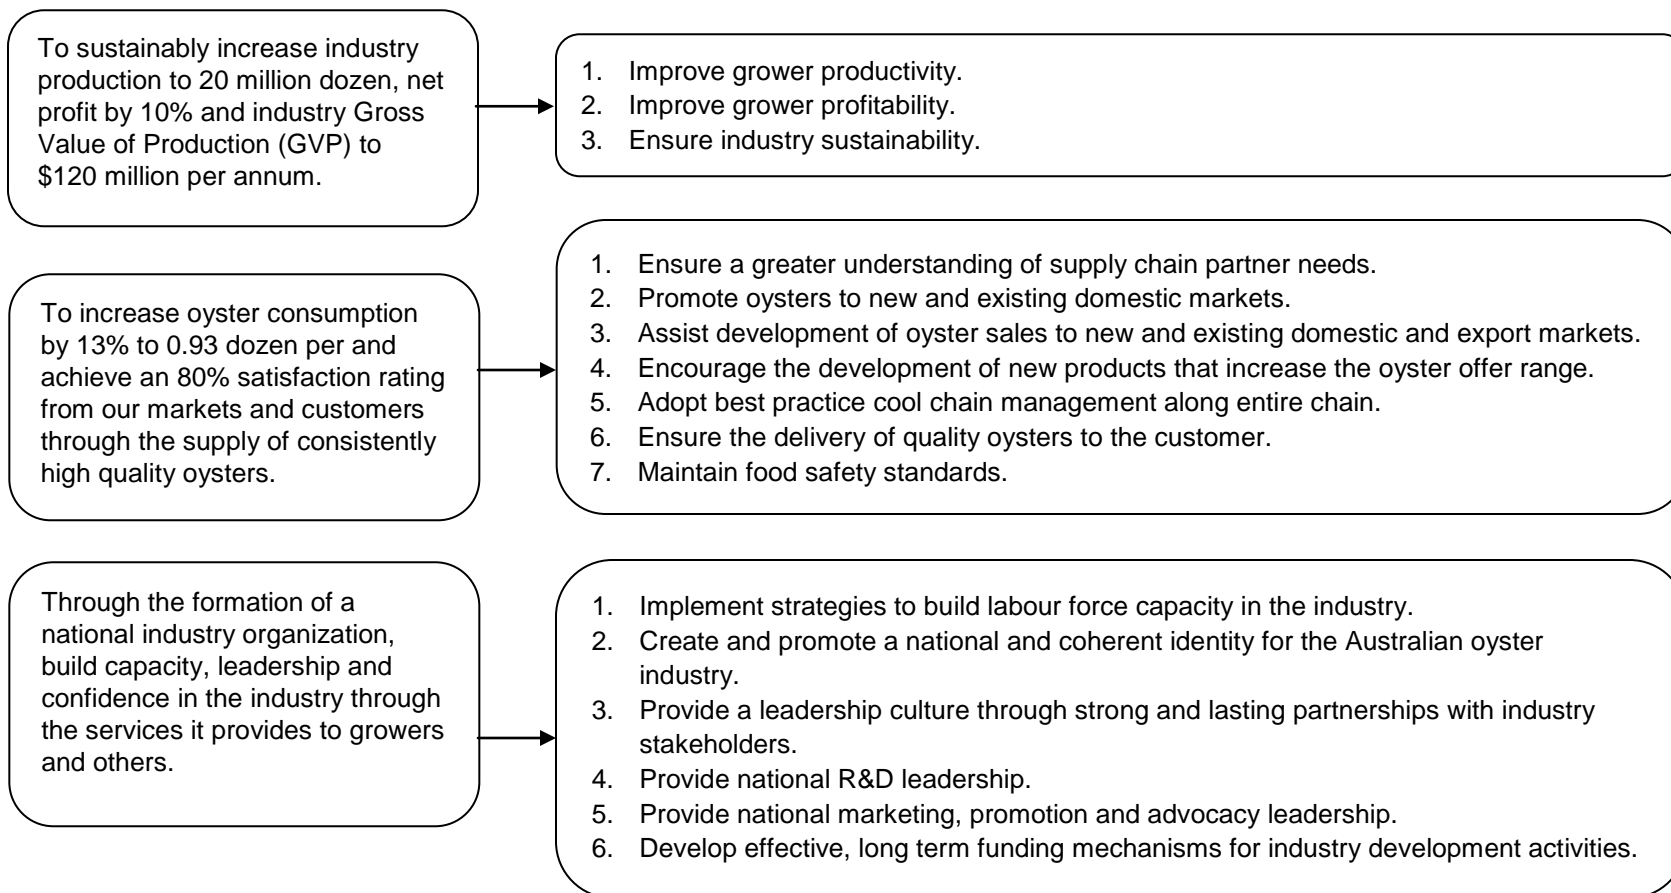 To sustainably increase industry
production to 20 million dozen, net
profit by 10% and industry Gross
Value of Production (GVP) to
$120 million per annum.
1. Improve grower productivity.
2. Improve grower profitability.
3. Ensure industry sustainability.
To increase oyster consumption
by 13% to 0.93 dozen per and
achieve an 80% satisfaction rating
from our markets and customers
through the supply of consistently
high quality oysters.
1. Ensure a greater understanding of supply chain partner needs.
2. Promote oysters to new and existing domestic markets.
3. Assist development of oyster sales to new and existing domestic and export markets.
4. Encourage the development of new products that increase the oyster offer range.
5. Adopt best practice cool chain management along entire chain.
6. Ensure the delivery of quality oysters to the customer.
7. Maintain food safety standards.
Through the formation of a
national industry organization,
build capacity, leadership and
confidence in the industry through
the services it provides to growers
and others.
1. Implement strategies to build labour force capacity in the industry.
2. Create and promote a national and coherent identity for the Australian oyster
industry.
3. Provide a leadership culture through strong and lasting partnerships with industry
stakeholders.
4. Provide national R&D leadership.
5. Provide national marketing, promotion and advocacy leadership.
6. Develop effective, long term funding mechanisms for industry development activities.